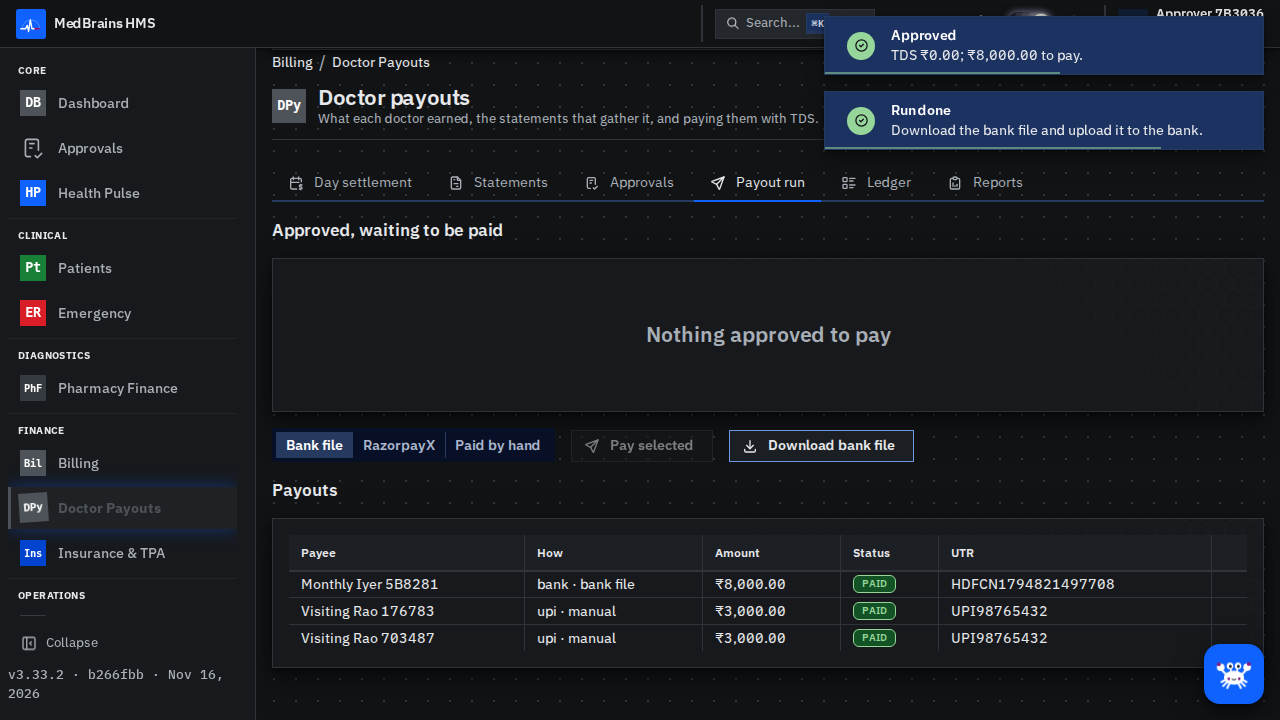 MedBrains HMS
Search...
⌘K
Approver 7B3036
Approved
TDS ₹0.00; ₹8,000.00 to pay.
Run done
Download the bank file and upload it to the bank.
CORE
DB Dashboard
Approvals
HP Health Pulse
CLINICAL
Pt Patients
ER Emergency
DIAGNOSTICS
PhF Pharmacy Finance
FINANCE
Bil Billing
DPy Doctor Payouts
Ins Insurance & TPA
OPERATIONS
Collapse
v3.33.2 · b266fbb · Nov 16,
2026
Billing / Doctor Payouts
DPy Doctor payouts
What each doctor earned, the statements that gather it, and paying them with TDS.
Day settlement Statements Approvals Payout run Ledger Reports
Approved, waiting to be paid
Nothing approved to pay
Bank file RazorpayX Paid by hand Pay selected Download bank file
Payouts
Payee How Amount Status UTR
Monthly Iyer 5B8281 bank · bank file ₹8,000.00 PAID HDFCN1794821497708
Visiting Rao 176783 upi · manual ₹3,000.00 PAID UPI98765432
Visiting Rao 703487 upi · manual ₹3,000.00 PAID UPI98765432